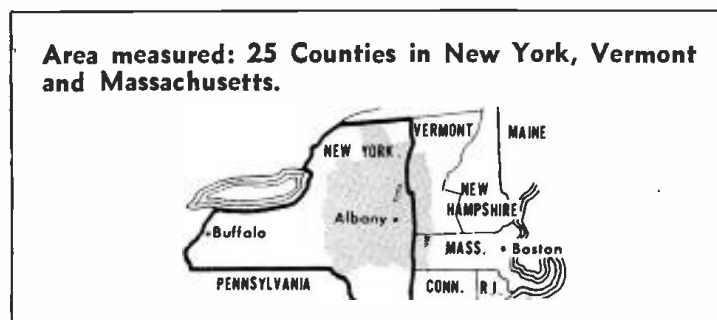 Area measured: 25 Counties in New York, Vermont
and Massachusetts.
VERMONT
MAINE
NEW YORK.
NEW
HAMPSHIRE
Albany
Buffalo
MASS.
Boston
PENNSYLVANIA
CONN.
R I.